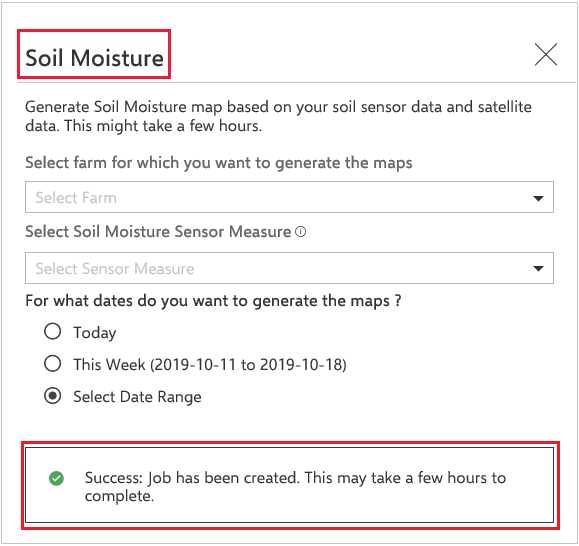 Soil Moisture
Generate Soil Moisture map based on your soil sensor data and satellite
data. This might take a few hours.
Select farm for which you want to generate the maps
Select Farm
Select Soil Moisture Sensor Measure
Select Sensor Measure
For what dates do you want to generate the maps ?
Today
This Week (2019-10-11 to 2019-10-18)
Select Date Range
Success: Job has been created. This may take a few hours to
complete.